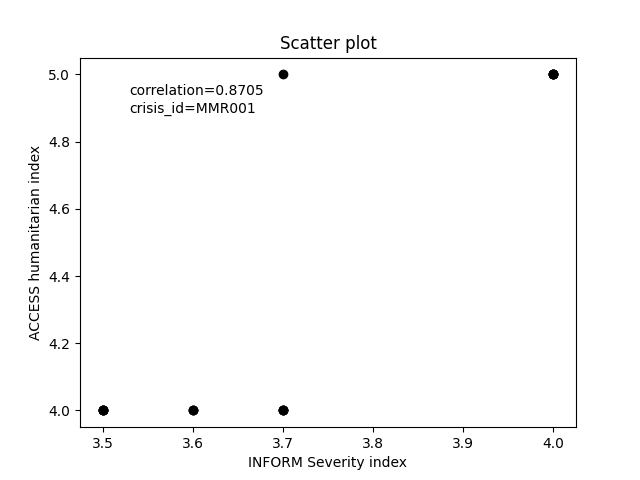 Scatter plot
5.0
correlation=0.8705
crisis_id=MMR001
4.8
4.6
4.4
4.2
4.0
ACCESS humanitarian index
3.5 3.6 3.7 3.8 3.9 4.0
INFORM Severity index